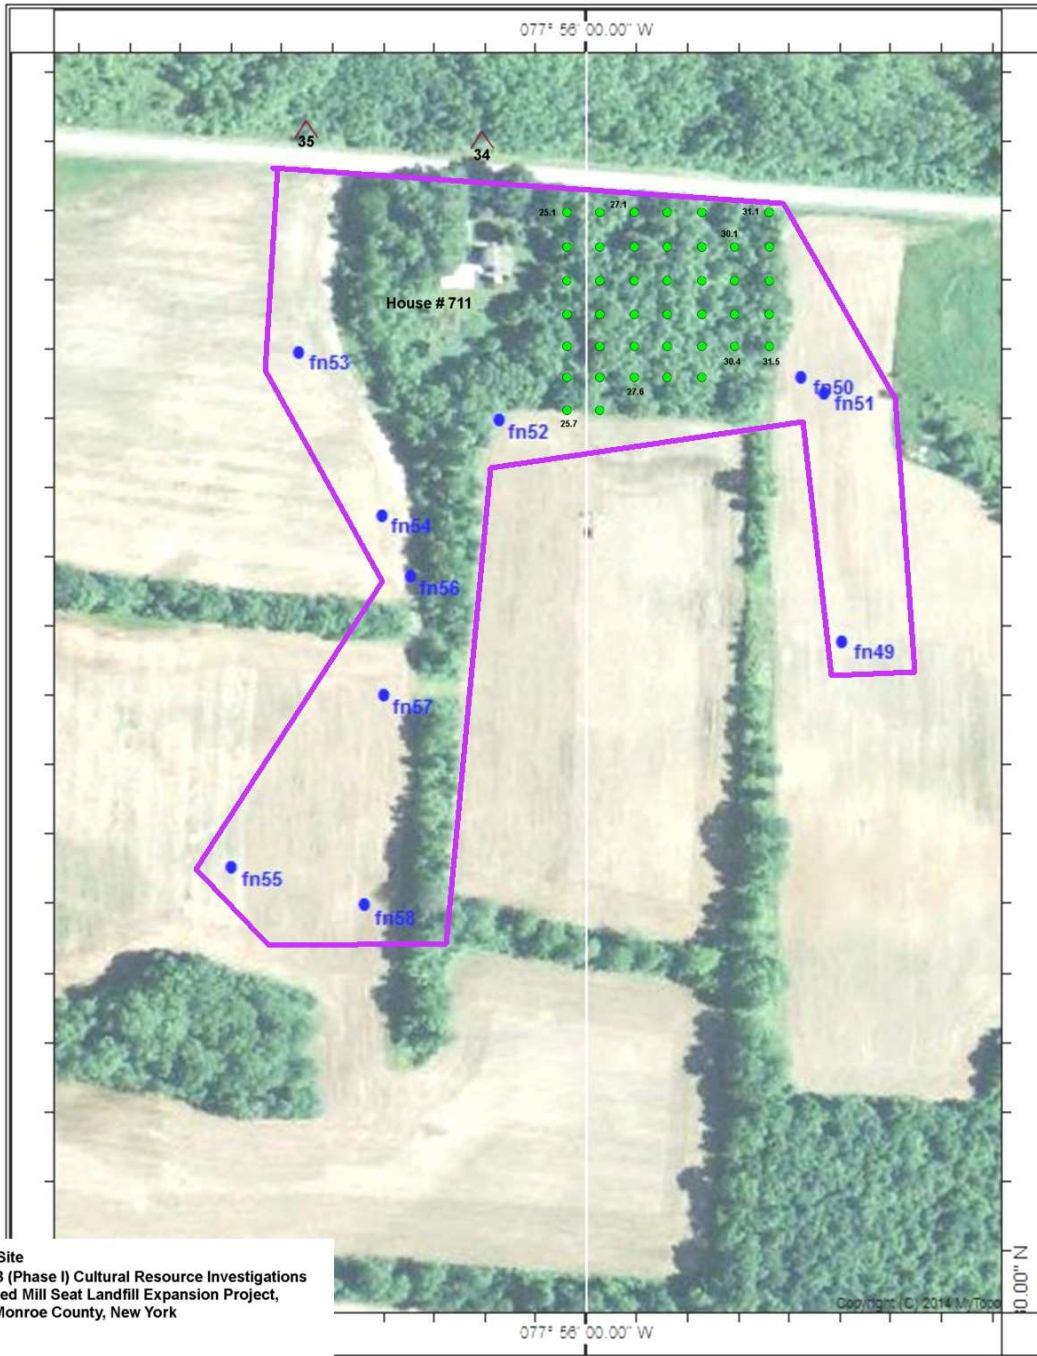 077° 56' 00.00" W
35
34
25.1
27.1
31.1
30.1
House # 711
fn53
30.4
31.5
fn50
27.6
fn51
25.7
fn52
fn54
fn56
fn49
fn57
fn55
fn58
Site
(Phase I) Cultural Resource Investigations
Mill Seat Landfill Expansion Project,
Monroe County, New York
0.00" N
Copyright (C) 2014 MyTopo
077° 56' 00.00" W